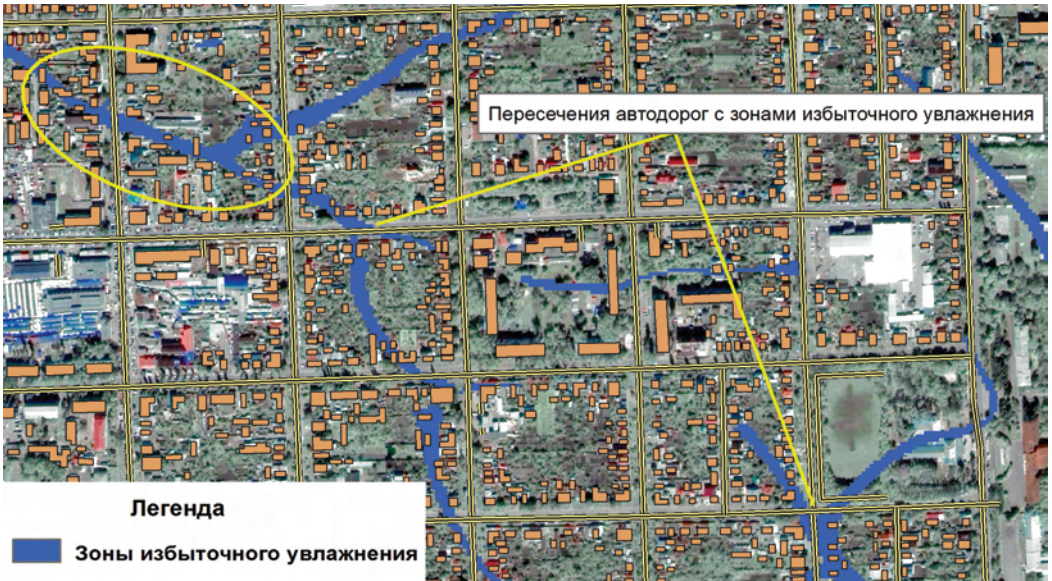 Пересечения автодорог с зонами избыточного увлажнения
Легенда
Зоны избыточного увлажнения